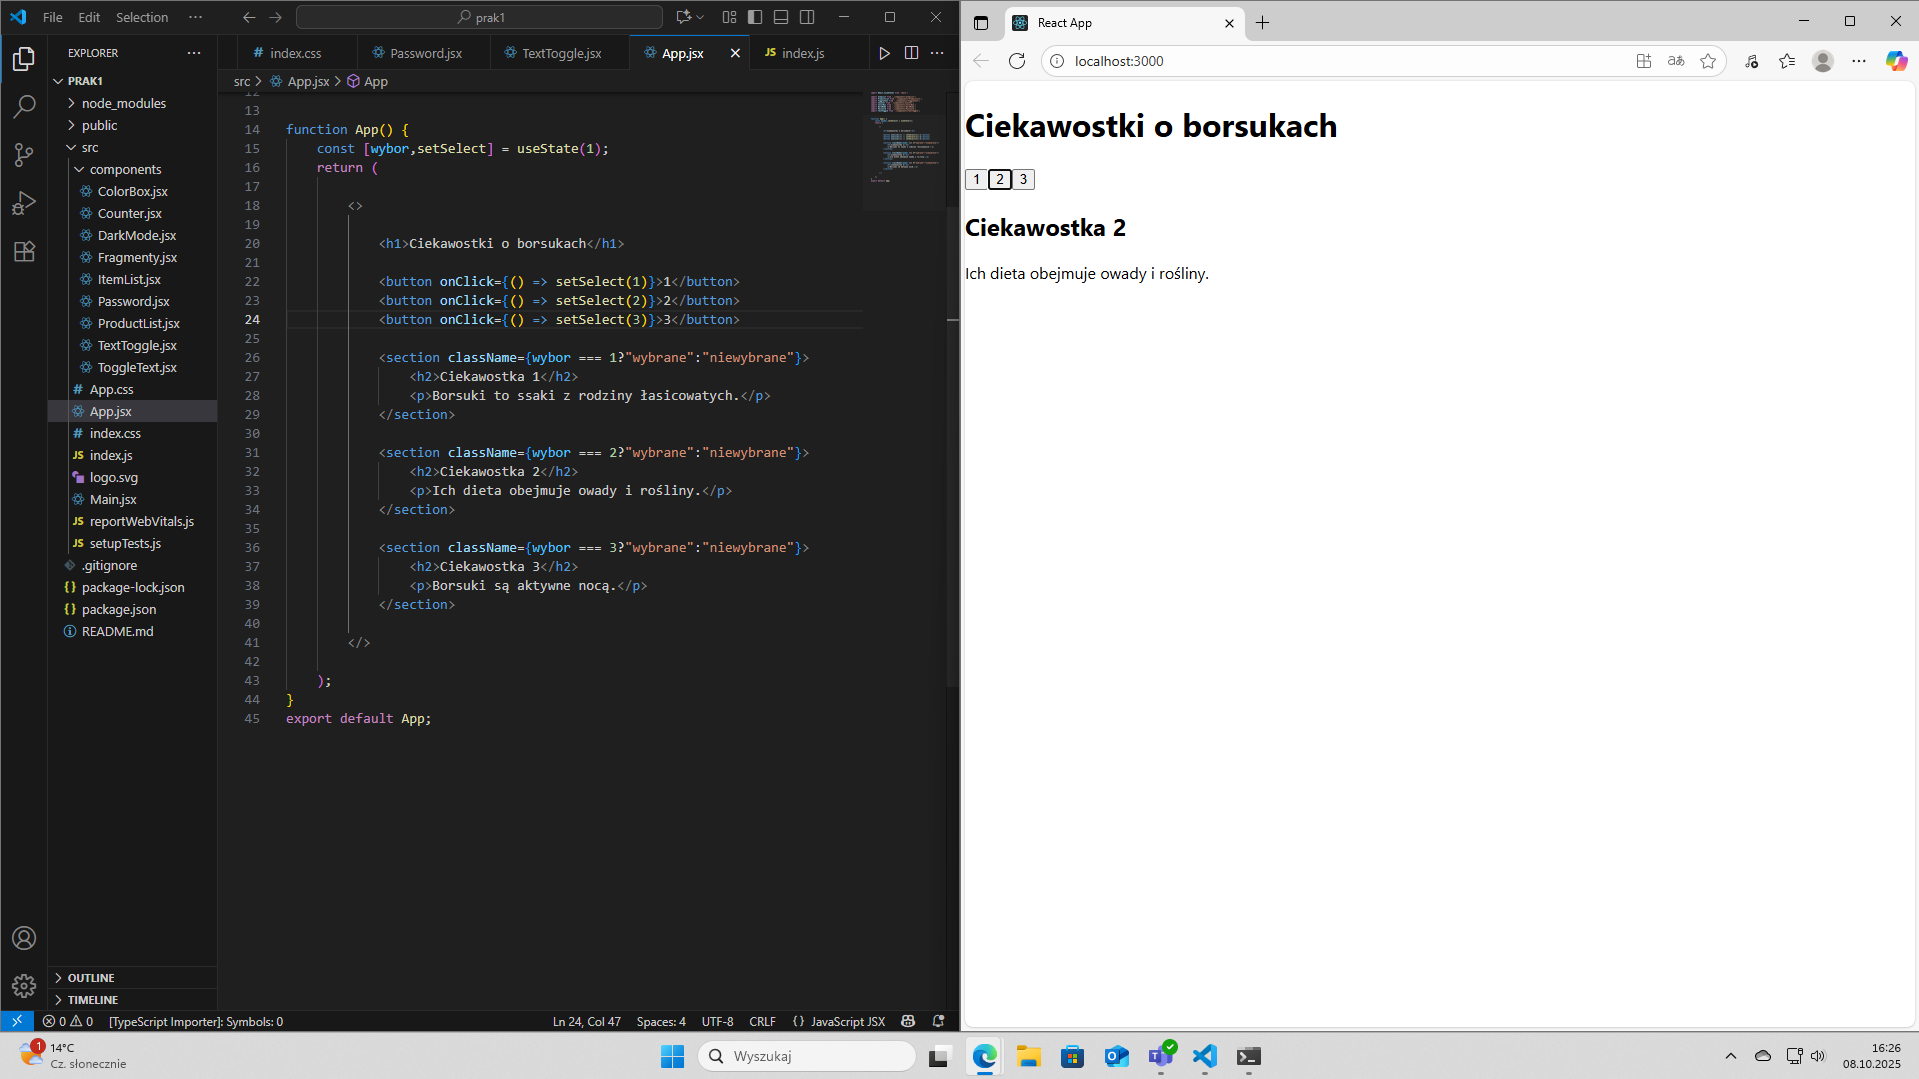 File Edit Selection ··· prak1
EXPLORER ···
PRAK1
node_modules
public
src
components
ColorBox.jsx
Counter.jsx
DarkMode.jsx
Fragmenty.jsx
ItemList.jsx
Password.jsx
ProductList.jsx
TextToggle.jsx
ToggleText.jsx
# App.css
App.jsx
# index.css
JS index.js
logo.svg
Main.jsx
JS reportWebVitals.js
JS setupTests.js
.gitignore
{} package-lock.json
{} package.json
README.md
OUTLINE
TIMELINE
# index.css Password.jsx TextToggle.jsx App.jsx JS index.js
src > App.jsx > App
12
13
14 function App() {
15 const [wybor,setSelect] = useState(1);
16 return (
17
18 <>
19
20 <h1>Ciekawostki o borsukach</h1>
21
22 <button onClick={() => setSelect(1)}>1</button>
23 <button onClick={() => setSelect(2)}>2</button>
24 <button onClick={() => setSelect(3)}>3</button>
25
26 <section className={wybor === 1?"wybrane":"niewybrane"}>
27 <h2>Ciekawostka 1</h2>
28 <p>Borsuki to ssaki z rodziny łasicowatych.</p>
29 </section>
30
31 <section className={wybor === 2?"wybrane":"niewybrane"}>
32 <h2>Ciekawostka 2</h2>
33 <p>Ich dieta obejmuje owady i rośliny.</p>
34 </section>
35
36 <section className={wybor === 3?"wybrane":"niewybrane"}>
37 <h2>Ciekawostka 3</h2>
38 <p>Borsuki są aktywne nocą.</p>
39 </section>
40
41 </>
42
43 );
44 }
45 export default App;
0 0 [TypeScript Importer]: Symbols: 0 Ln 24, Col 47 Spaces: 4 UTF-8 CRLF {} JavaScript JSX
React App
localhost:3000
Ciekawostki o borsukach
1 2 3
Ciekawostka 2
Ich dieta obejmuje owady i rośliny.
1
14°C
Cz. słonecznie
Wyszukaj
16:26
08.10.2025